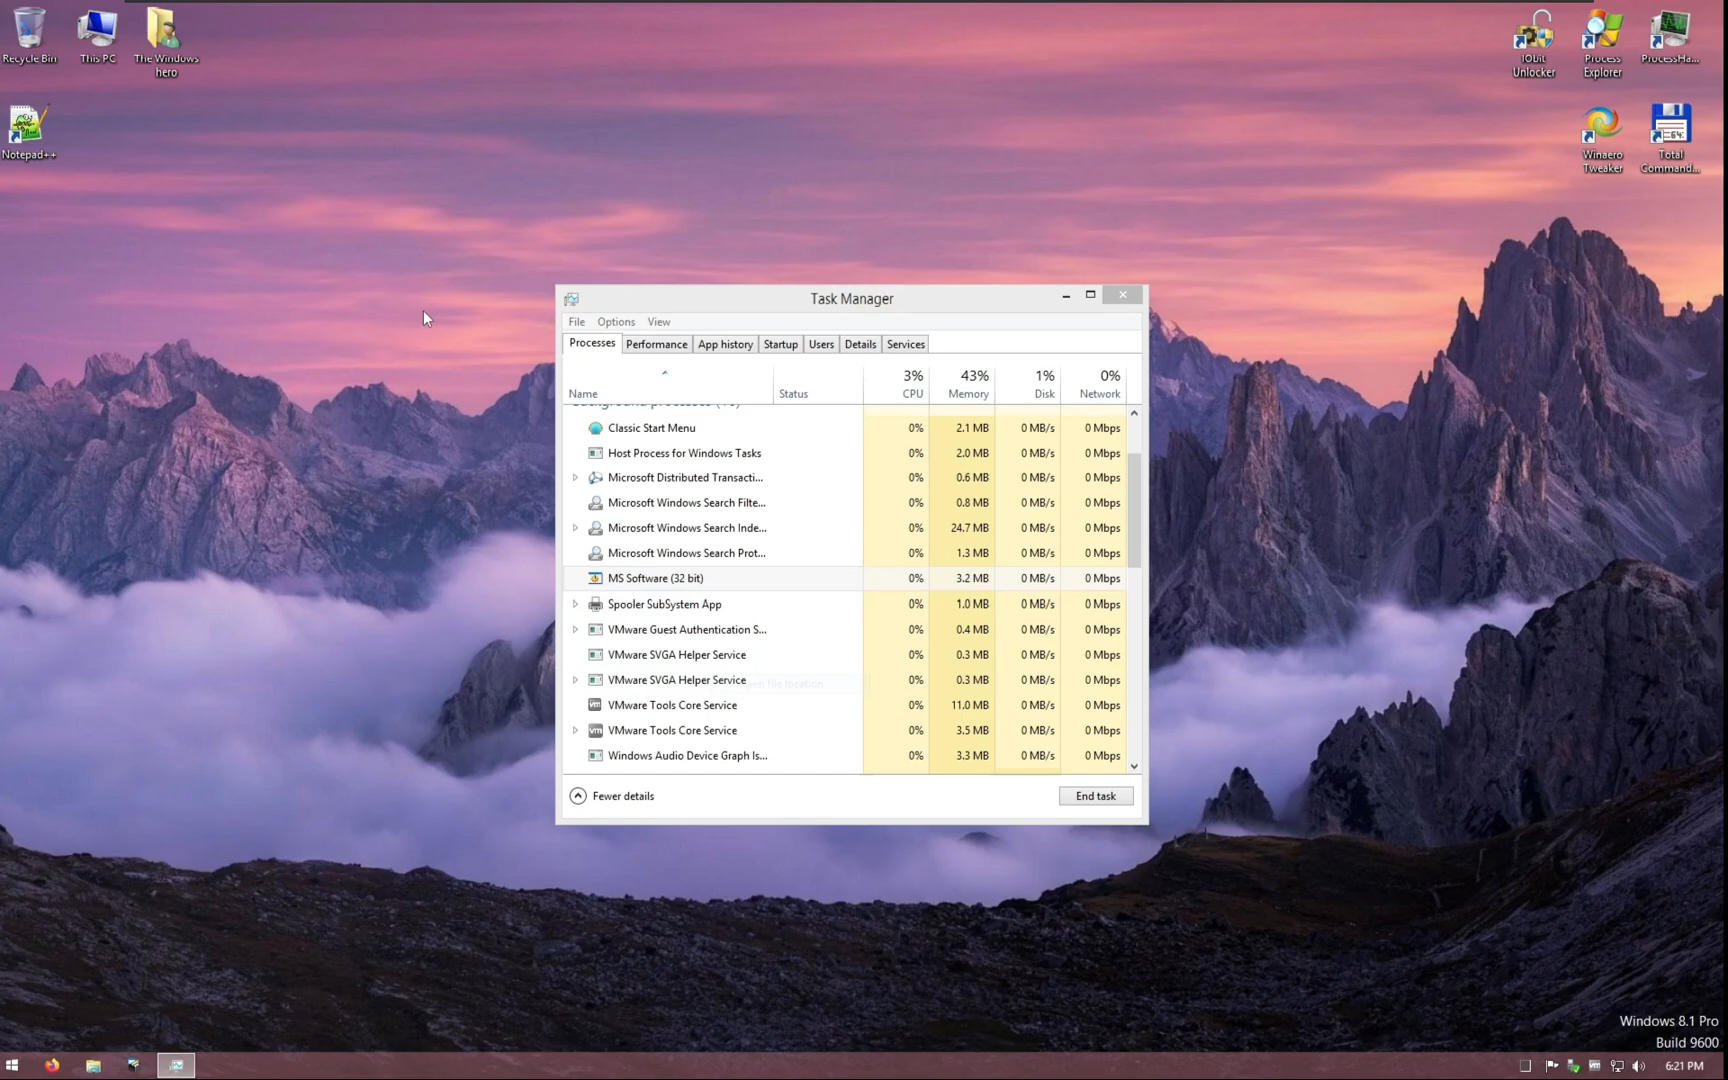 Recycle Bin
This PC
The Windows
hero
IObit
Unlocker
Process
Explorer
ProcessHa...
Notepad++
Winaero
Tweaker
Total
Command...
Task Manager
File Options View
Processes Performance App history Startup Users Details Services
3% 43% 1% 0%
Name Status CPU Memory Disk Network
Classic Start Menu 0% 2.1 MB 0 MB/s 0 Mbps
Host Process for Windows Tasks 0% 2.0 MB 0 MB/s 0 Mbps
Microsoft Distributed Transacti... 0% 0.6 MB 0 MB/s 0 Mbps
Microsoft Windows Search Filte... 0% 0.8 MB 0 MB/s 0 Mbps
Microsoft Windows Search Inde... 0% 24.7 MB 0 MB/s 0 Mbps
Microsoft Windows Search Prot... 0% 1.3 MB 0 MB/s 0 Mbps
MS Software (32 bit) 0% 3.2 MB 0 MB/s 0 Mbps
Spooler SubSystem App 0% 1.0 MB 0 MB/s 0 Mbps
VMware Guest Authentication S... 0% 0.4 MB 0 MB/s 0 Mbps
VMware SVGA Helper Service 0% 0.3 MB 0 MB/s 0 Mbps
VMware SVGA Helper Service open file location 0% 0.3 MB 0 MB/s 0 Mbps
VMware Tools Core Service 0% 11.0 MB 0 MB/s 0 Mbps
VMware Tools Core Service 0% 3.5 MB 0 MB/s 0 Mbps
Windows Audio Device Graph Is... 0% 3.3 MB 0 MB/s 0 Mbps
Fewer details End task
Windows 8.1 Pro
Build 9600
6:21 PM